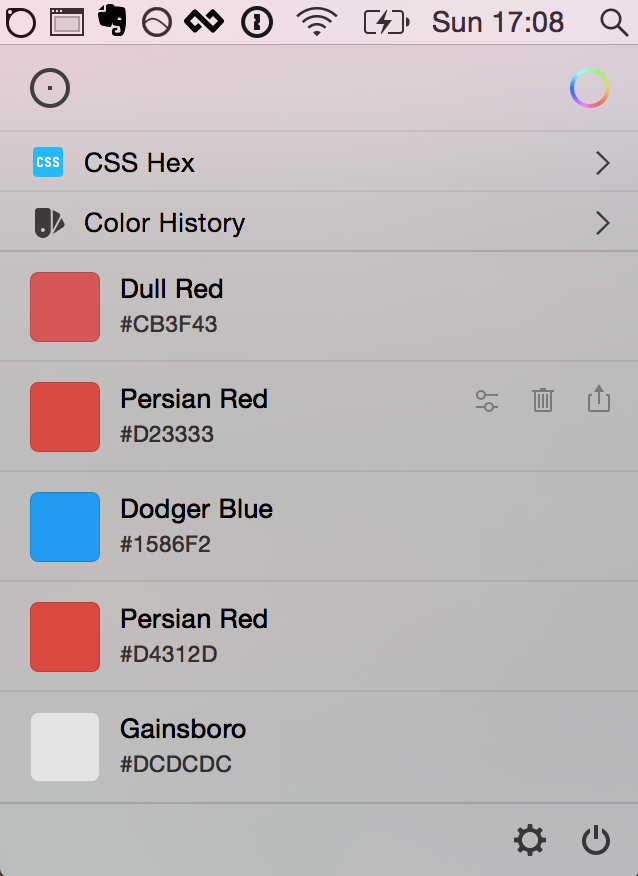 Sun 17:08
CSS
CSS Hex
Color History
Dull Red
#CB3F43
Persian Red
#D23333
Dodger Blue
#1586F2
Persian Red
#D4312D
Gainsboro
#DCDCDC